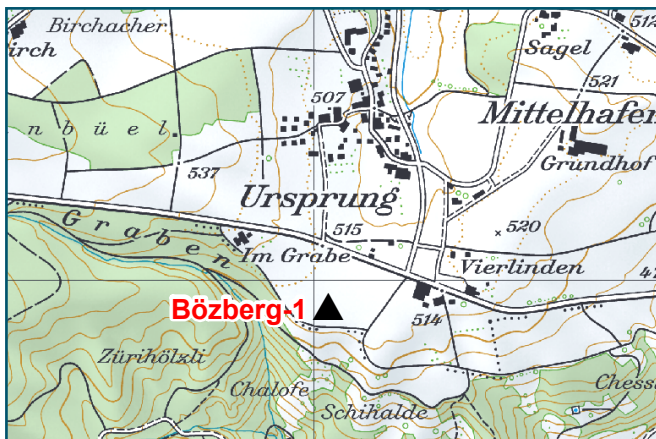 Birchacher
irch
512
Sagel
521
507
Mittelhafen
n b ü e l
Grundhof
537
Ursprung
520
Graben
515
Im Grabe
Vierlinden
47
Bözberg-1
514
Zürihölzli
Chalofe
Schihalde
Chess